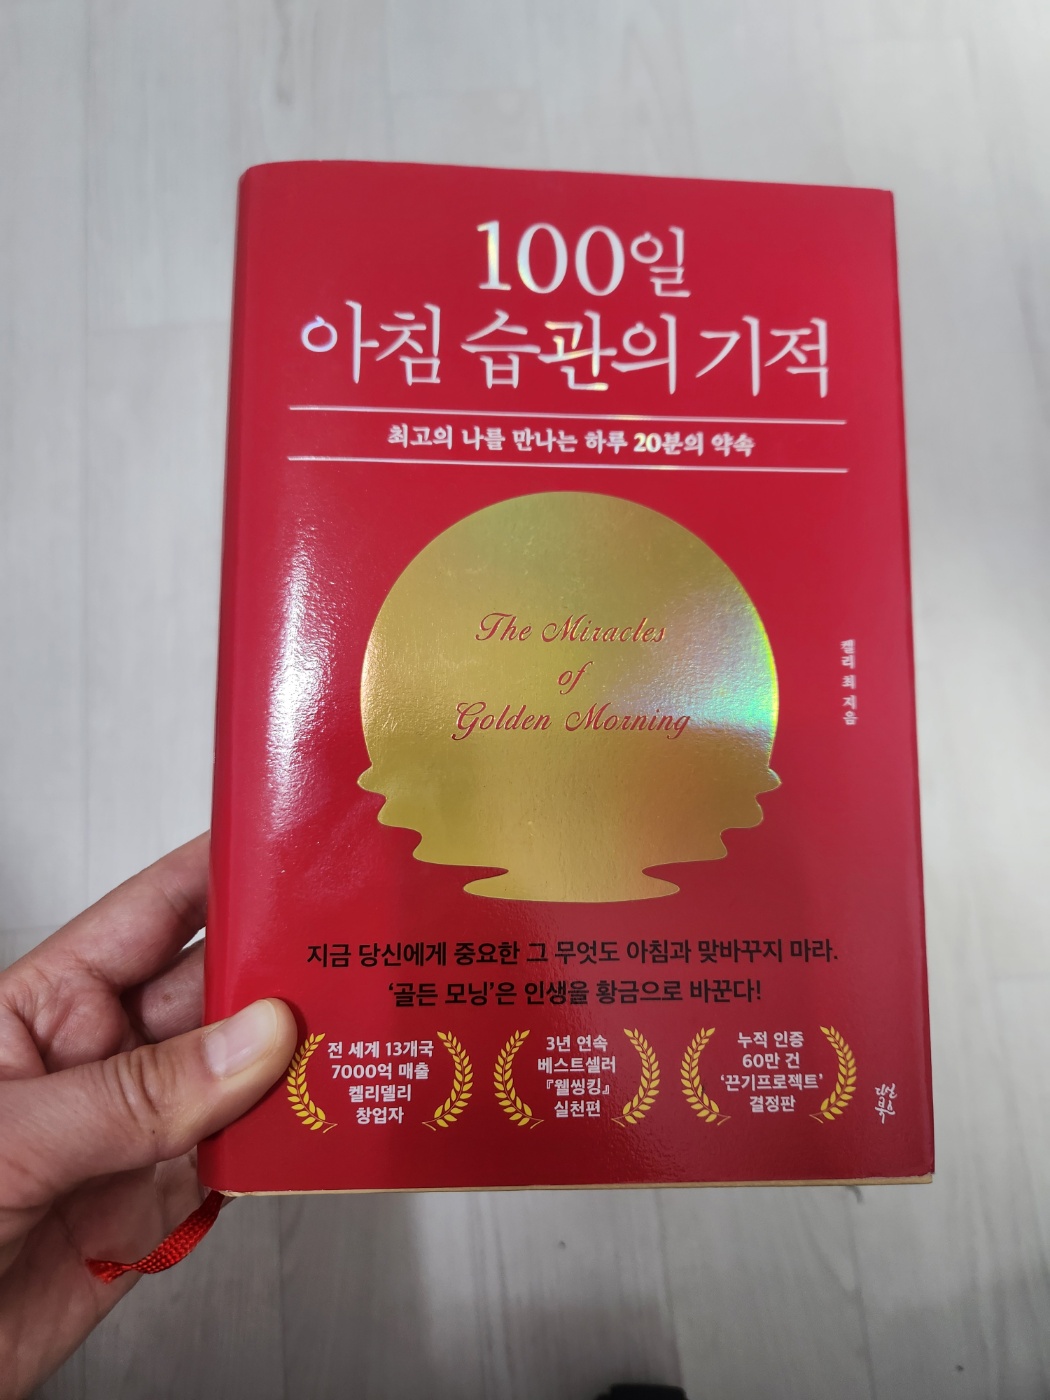 100일
아침 습관의 기적
최고의 나를 만나는 하루 20분의 약속
The Miracles
of
Golden Morning
켈리 최 지음
지금 당신에게 중요한 그 무엇도 아침과 맞바꾸지 마라.
‘골든 모닝’은 인생을 황금으로 바꾼다!
전 세계 13개국
7000억 매출
켈리델리
창업자
3년 연속
베스트셀러
『웰씽킹』
실천편
누적 인증
60만 건
‘끈기프로젝트’
결정판
다산
북스